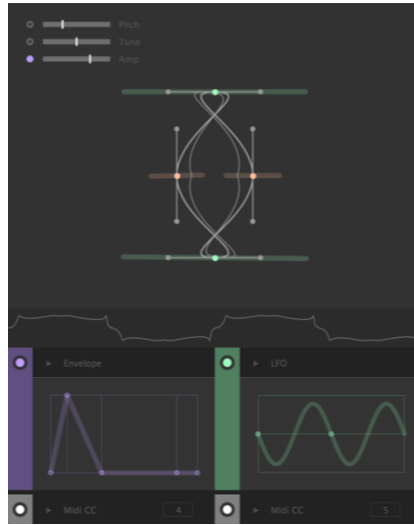 Pitch
Tune
Amp
Envelope
LFO
Midi CC 4
Midi CC 5